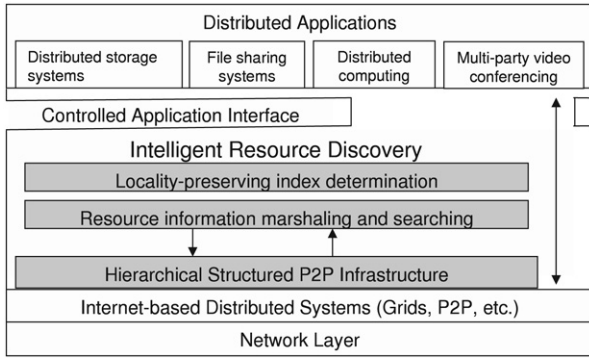 Distributed Applications
Distributed storage systems
File sharing systems
Distributed computing
Multi-party video conferencing
Controlled Application Interface
Intelligent Resource Discovery
Locality-preserving index determination
Resource information marshaling and searching
Hierarchical Structured P2P Infrastructure
Internet-based Distributed Systems (Grids, P2P, etc.)
Network Layer